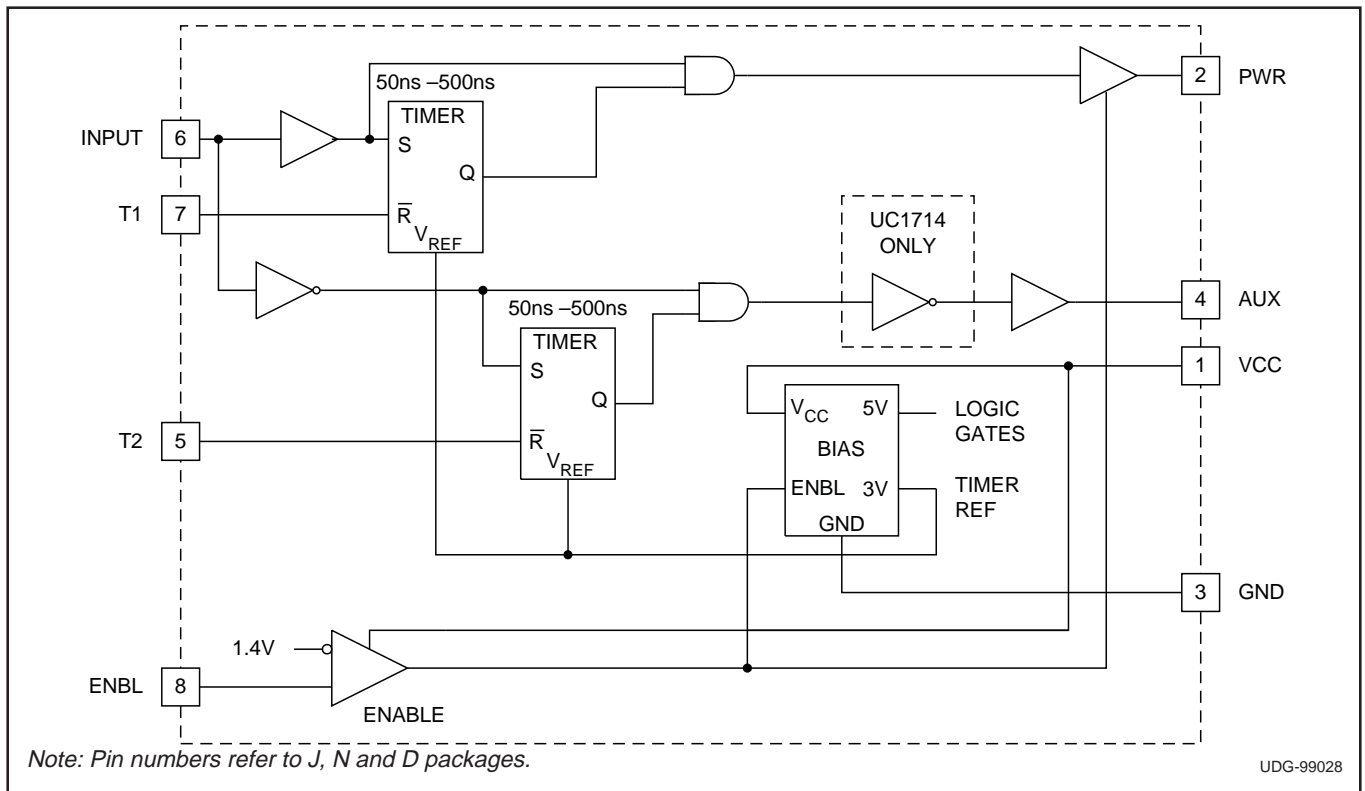 50ns –500ns
TIMER
S
Q
R̅
VREF
INPUT
6
T1
7
2
PWR
UC1714
ONLY
50ns –500ns
TIMER
S
Q
R̅
VREF
4
AUX
1
VCC
T2
5
VCC
5V
BIAS
ENBL
3V
GND
LOGIC
GATES
TIMER
REF
3
GND
1.4V
ENBL
8
ENABLE
Note: Pin numbers refer to J, N and D packages.
UDG-99028